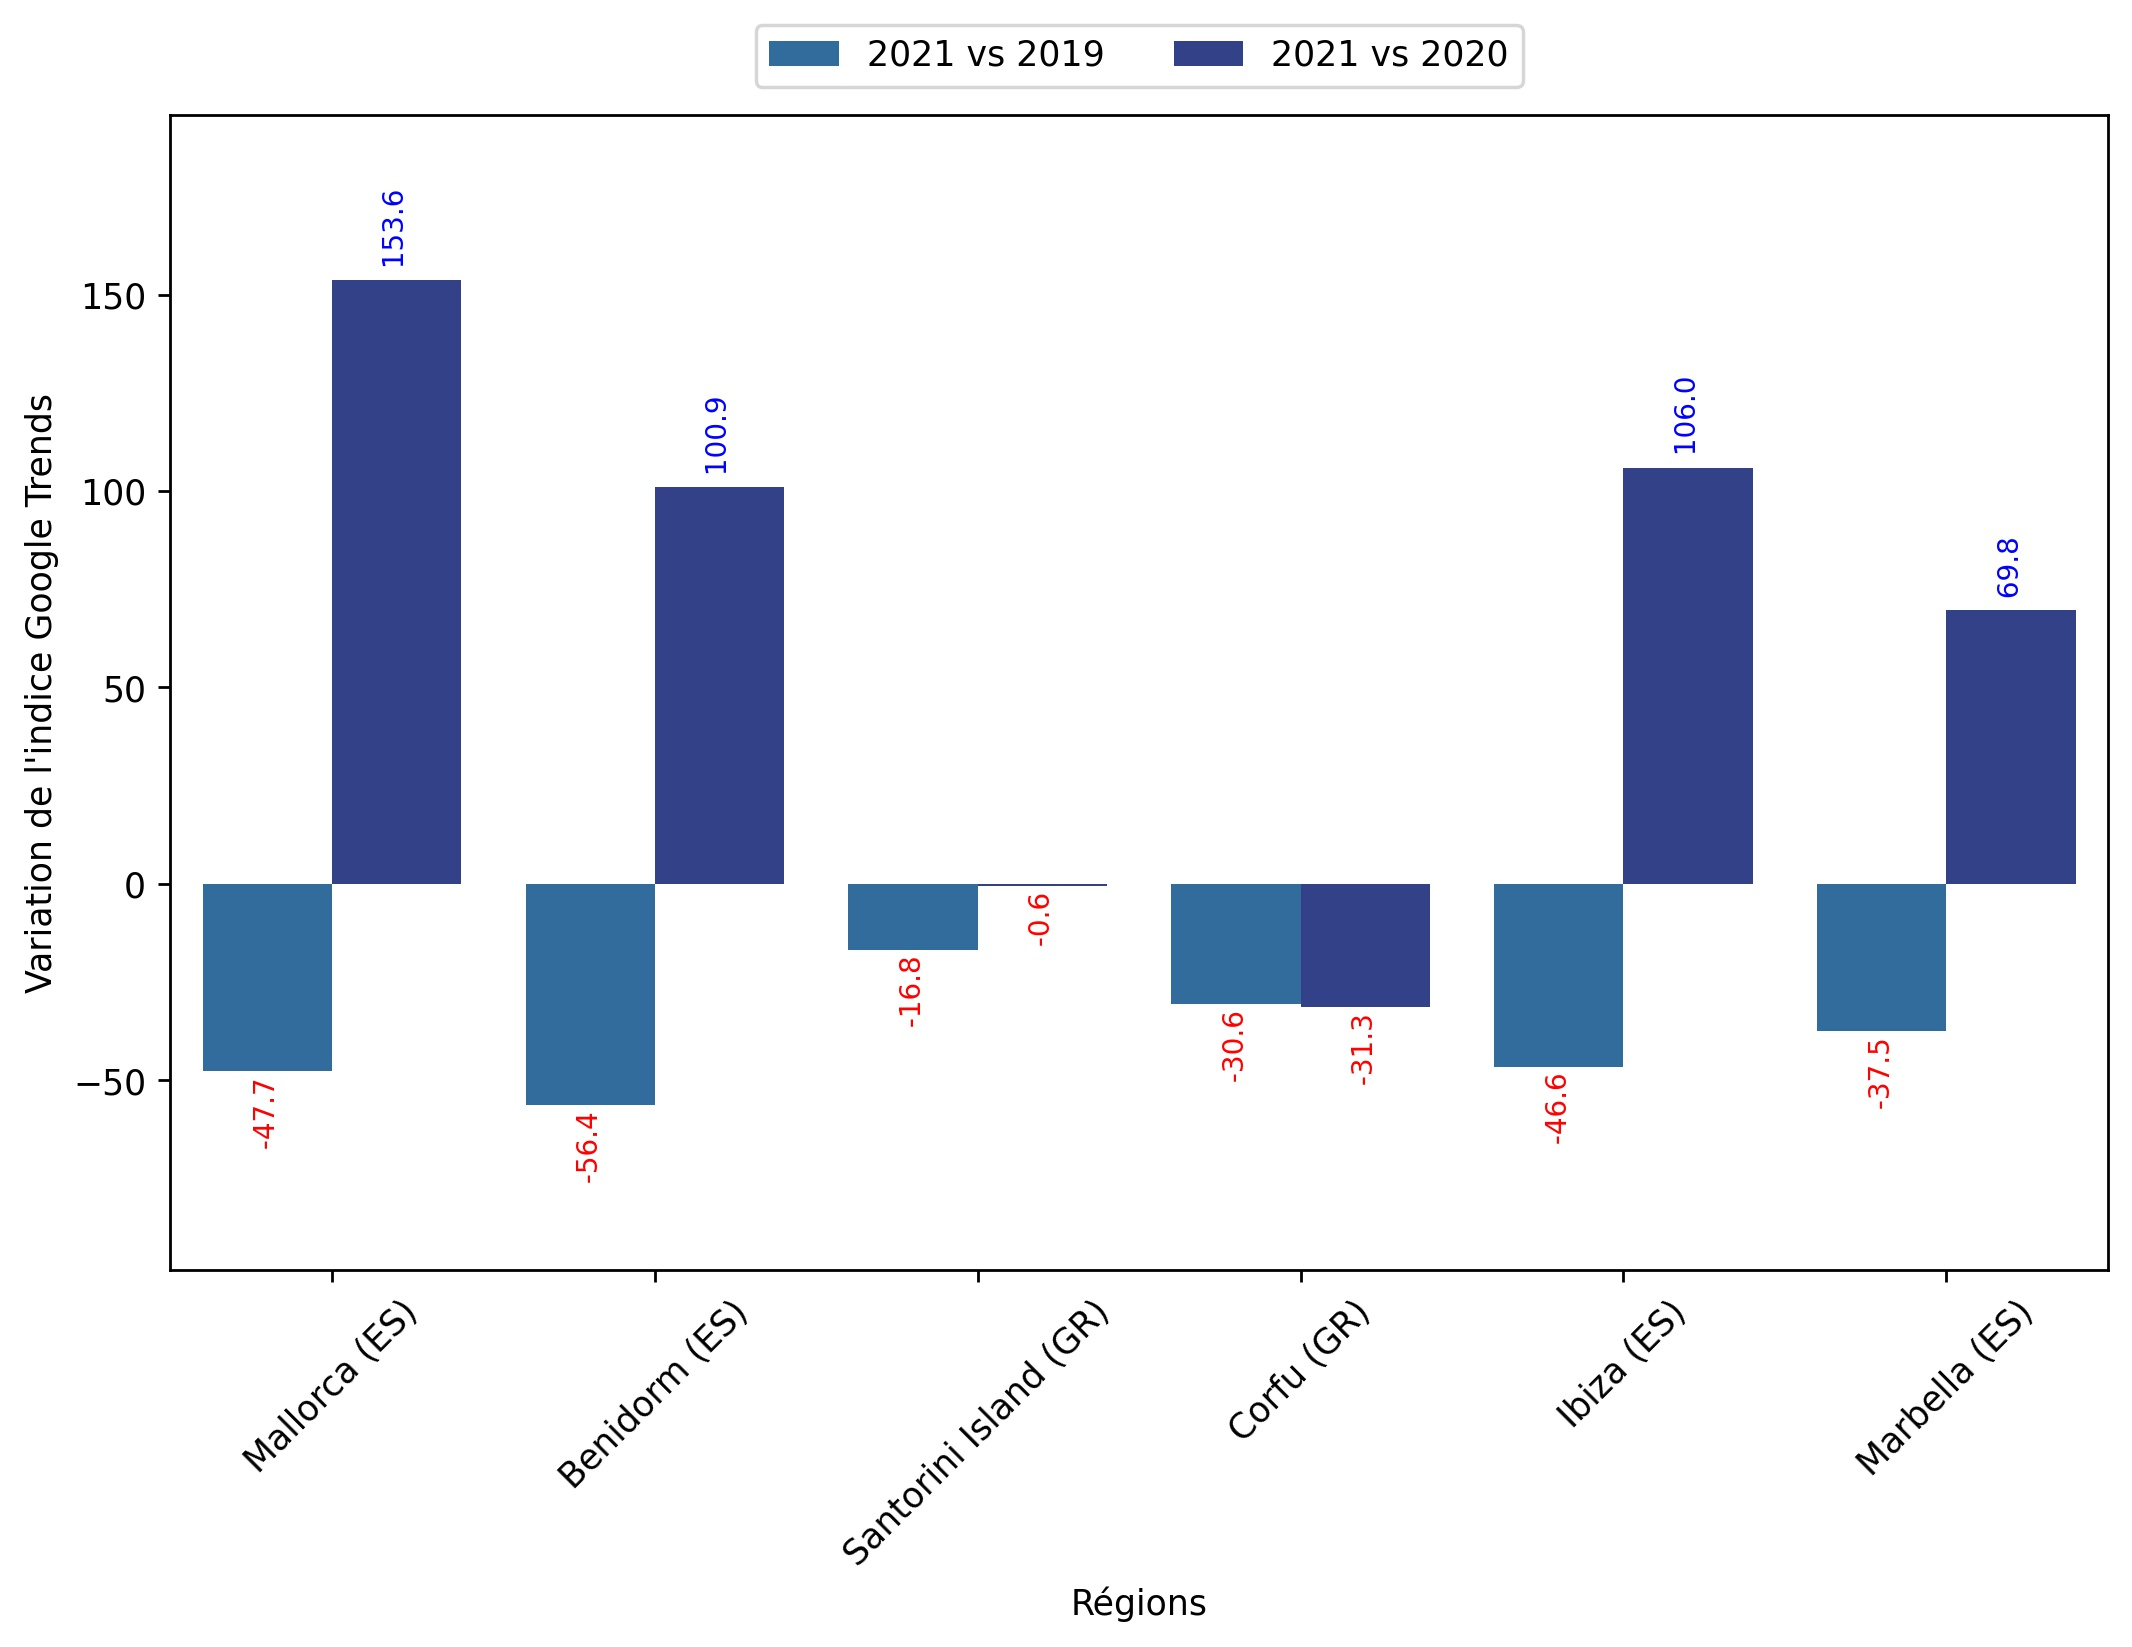 2021 vs 2019
2021 vs 2020
Variation de l'indice Google Trends
150
100
50
0
−50
153.6
100.9
106.0
69.8
-0.6
-31.3
-47.7
-56.4
-16.8
-30.6
-46.6
-37.5
Mallorca (ES)
Benidorm (ES)
Santorini Island (GR)
Corfu (GR)
Ibiza (ES)
Marbella (ES)
Régions